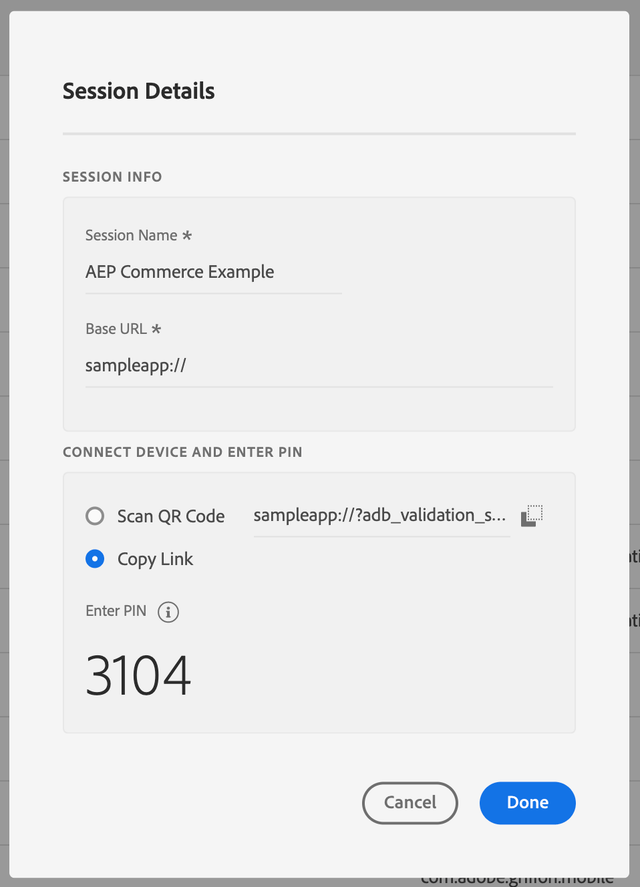 Session Details
SESSION INFO
Session Name *
AEP Commerce Example
Base URL *
sampleapp://
CONNECT DEVICE AND ENTER PIN
Scan QR Code
sampleapp://?adb_validation_s...
Copy Link
Enter PIN
3104
Cancel
Done
com.adobe.griffon.mobile